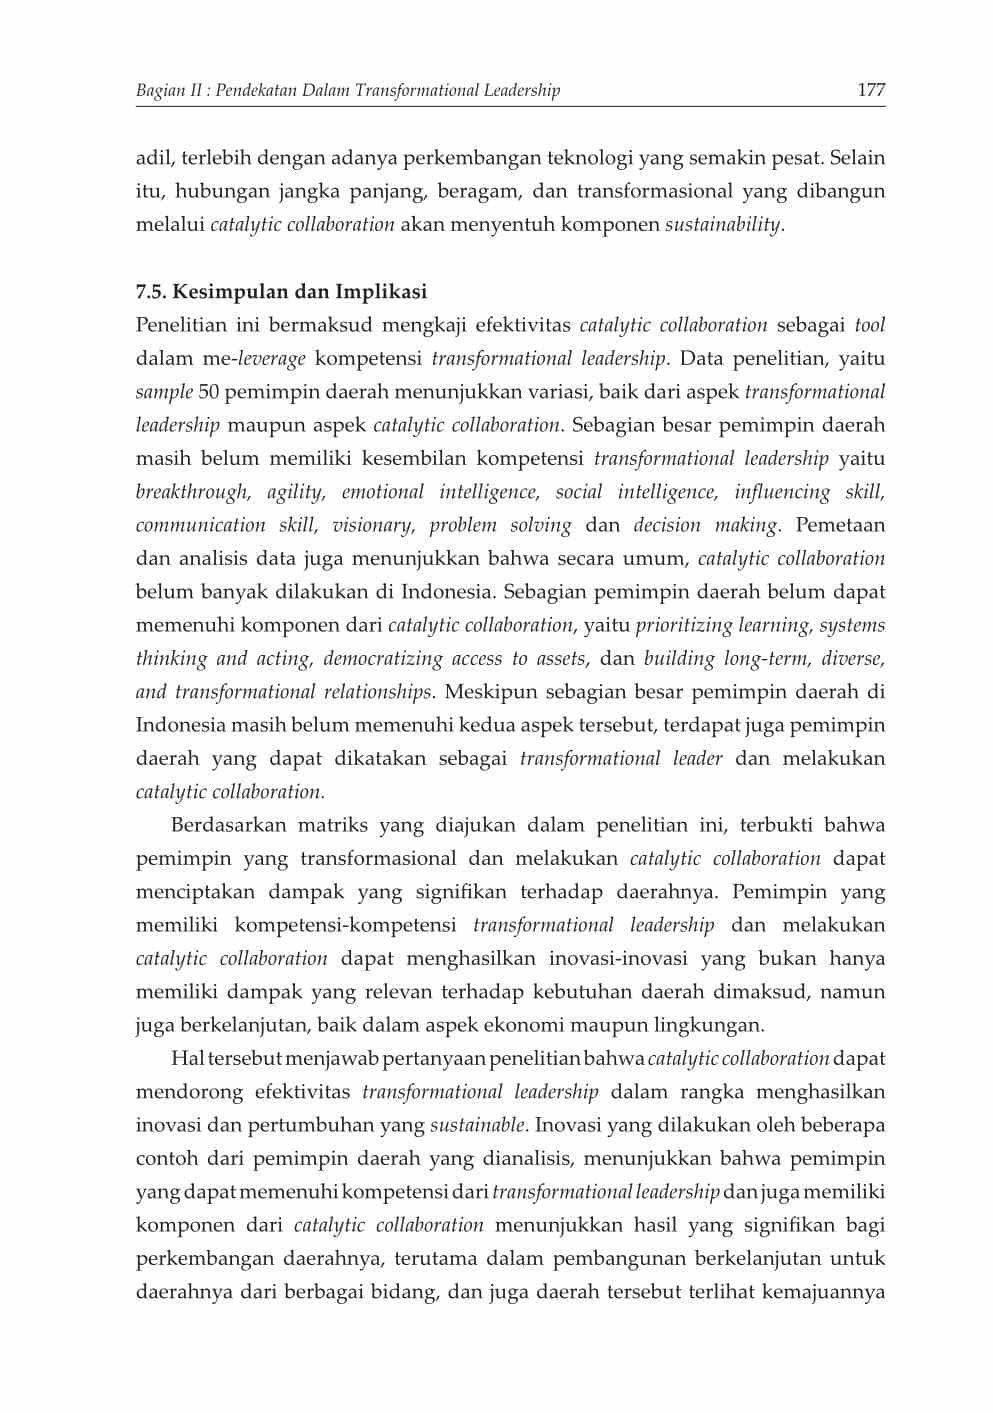 Bagian II : Pendekatan Dalam Transformational Leadership 177
adil, terlebih dengan adanya perkembangan teknologi yang semakin pesat. Selain
itu, hubungan jangka panjang, beragam, dan transformasional yang dibangun
melalui catalytic collaboration akan menyentuh komponen sustainability.
7.5. Kesimpulan dan Implikasi
Penelitian ini bermaksud mengkaji efektivitas catalytic collaboration sebagai tool
dalam me-leverage kompetensi transformational leadership. Data penelitian, yaitu
sample 50 pemimpin daerah menunjukkan variasi, baik dari aspek transformational
leadership maupun aspek catalytic collaboration. Sebagian besar pemimpin daerah
masih belum memiliki kesembilan kompetensi transformational leadership yaitu
breakthrough, agility, emotional intelligence, social intelligence, influencing skill,
communication skill, visionary, problem solving dan decision making. Pemetaan
dan analisis data juga menunjukkan bahwa secara umum, catalytic collaboration
belum banyak dilakukan di Indonesia. Sebagian pemimpin daerah belum dapat
memenuhi komponen dari catalytic collaboration, yaitu prioritizing learning, systems
thinking and acting, democratizing access to assets, dan building long-term, diverse,
and transformational relationships. Meskipun sebagian besar pemimpin daerah di
Indonesia masih belum memenuhi kedua aspek tersebut, terdapat juga pemimpin
daerah yang dapat dikatakan sebagai transformational leader dan melakukan
catalytic collaboration.
Berdasarkan matriks yang diajukan dalam penelitian ini, terbukti bahwa
pemimpin yang transformasional dan melakukan catalytic collaboration dapat
menciptakan dampak yang signifikan terhadap daerahnya. Pemimpin yang
memiliki kompetensi-kompetensi transformational leadership dan melakukan
catalytic collaboration dapat menghasilkan inovasi-inovasi yang bukan hanya
memiliki dampak yang relevan terhadap kebutuhan daerah dimaksud, namun
juga berkelanjutan, baik dalam aspek ekonomi maupun lingkungan.
Hal tersebut menjawab pertanyaan penelitian bahwa catalytic collaboration dapat
mendorong efektivitas transformational leadership dalam rangka menghasilkan
inovasi dan pertumbuhan yang sustainable. Inovasi yang dilakukan oleh beberapa
contoh dari pemimpin daerah yang dianalisis, menunjukkan bahwa pemimpin
yang dapat memenuhi kompetensi dari transformational leadership dan juga memiliki
komponen dari catalytic collaboration menunjukkan hasil yang signifikan bagi
perkembangan daerahnya, terutama dalam pembangunan berkelanjutan untuk
daerahnya dari berbagai bidang, dan juga daerah tersebut terlihat kemajuannya